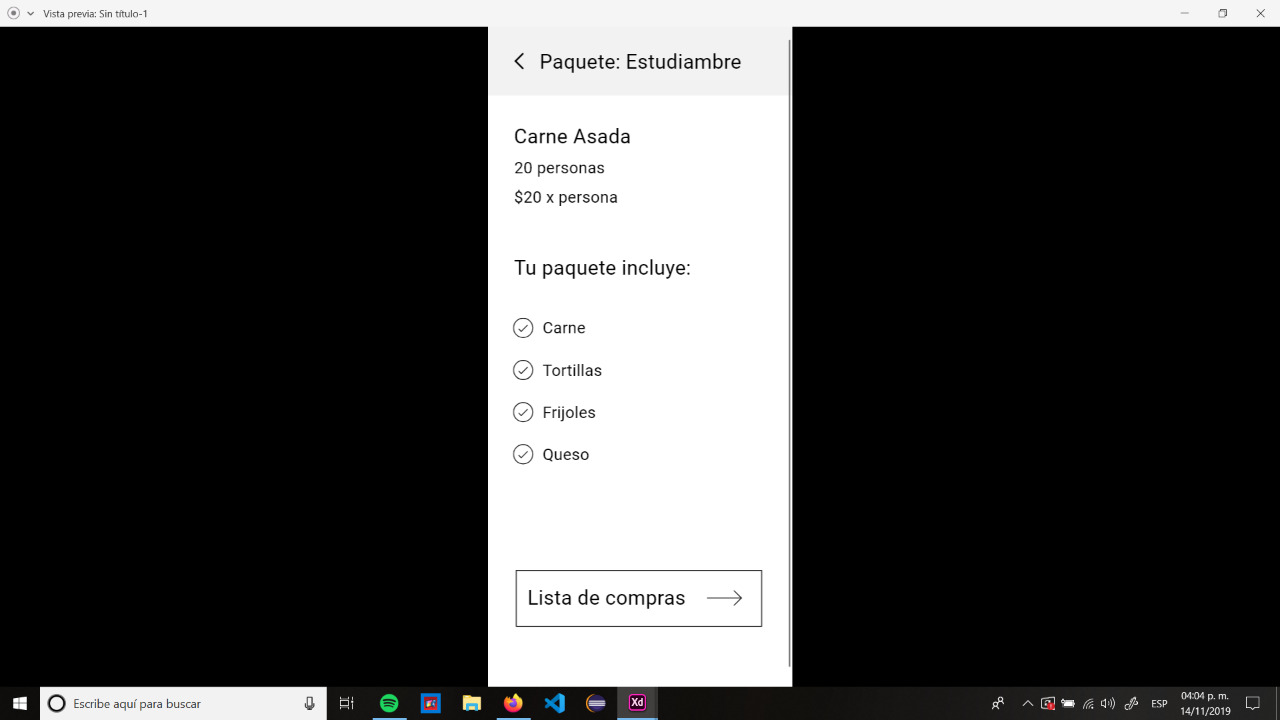 Vista previa: Sin título-1
Paquete: Estudiambre
Carne Asada
20 personas
$20 x persona
Tu paquete incluye:
Carne
Tortillas
Frijoles
Queso
Lista de compras
Escribe aquí para buscar
Xd
ESP
04:04 p. m.
14/11/2019